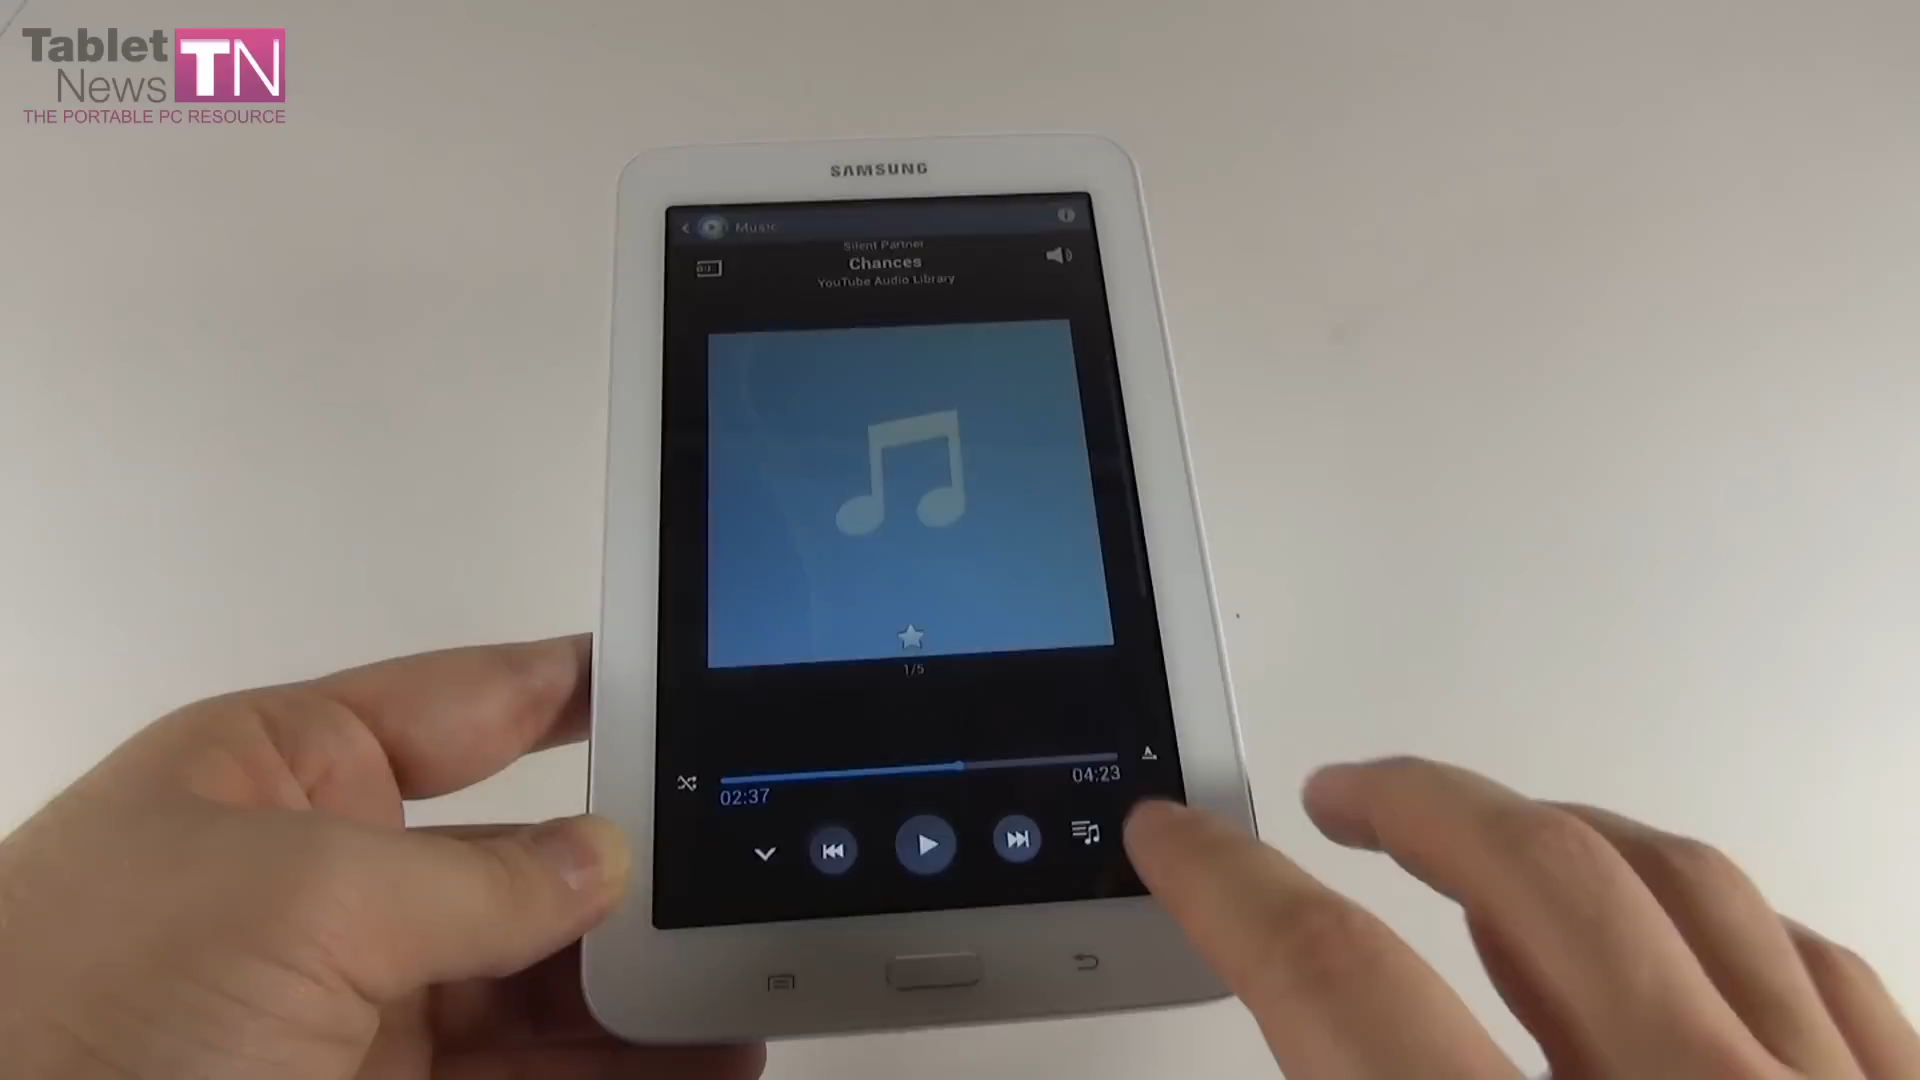 Tablet
News TN
THE PORTABLE PC RESOURCE
SAMSUNG
Music
Silent Partner
Chances
YouTube Audio Library
1/5
02:37
04:23
A